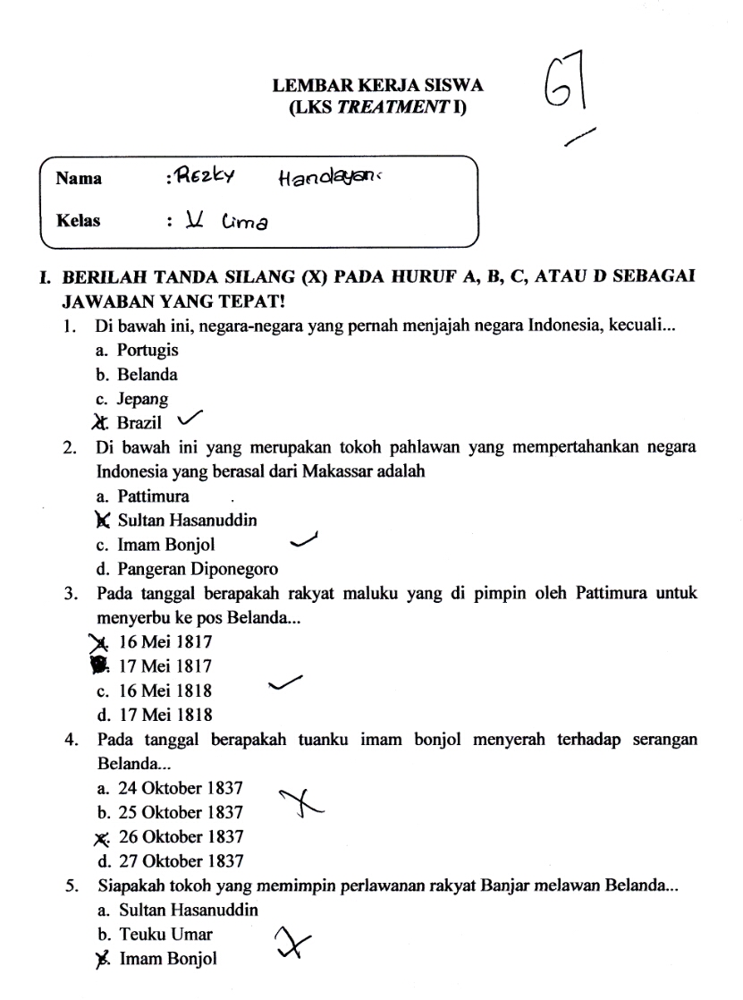 67
LEMBAR KERJA SISWA
(LKS TREATMENT I)
Nama : Rezky Handayani
Kelas : V Lima
I. BERILAH TANDA SILANG (X) PADA HURUF A, B, C, ATAU D SEBAGAI
JAWABAN YANG TEPAT!
1. Di bawah ini, negara-negara yang pernah menjajah negara Indonesia, kecuali...
a. Portugis
b. Belanda
c. Jepang
d. Brazil
2. Di bawah ini yang merupakan tokoh pahlawan yang mempertahankan negara
Indonesia yang berasal dari Makassar adalah
a. Pattimura
b. Sultan Hasanuddin
c. Imam Bonjol
d. Pangeran Diponegoro
3. Pada tanggal berapakah rakyat maluku yang di pimpin oleh Pattimura untuk
menyerbu ke pos Belanda...
a. 16 Mei 1817
b. 17 Mei 1817
c. 16 Mei 1818
d. 17 Mei 1818
4. Pada tanggal berapakah tuanku imam bonjol menyerah terhadap serangan
Belanda...
a. 24 Oktober 1837
b. 25 Oktober 1837
c. 26 Oktober 1837
d. 27 Oktober 1837
5. Siapakah tokoh yang memimpin perlawanan rakyat Banjar melawan Belanda...
a. Sultan Hasanuddin
b. Teuku Umar
c. Imam Bonjol